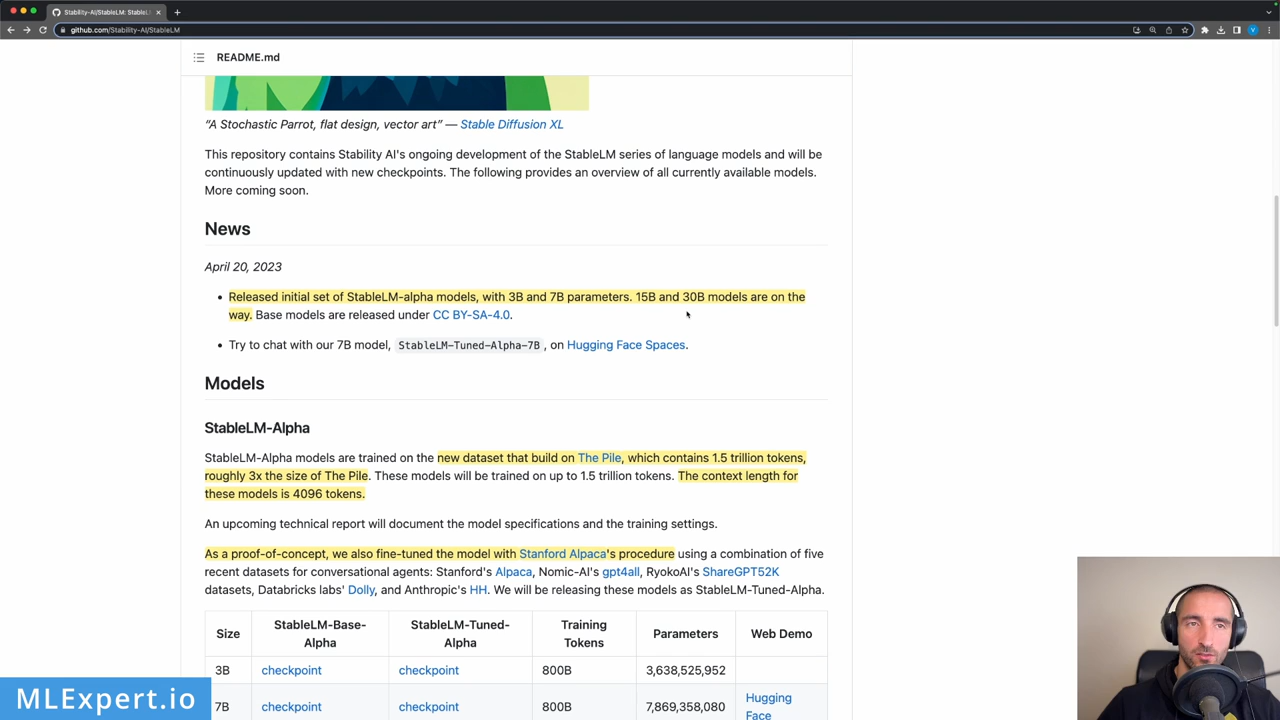 Stability-AI/StableLM: StableL
github.com/Stability-AI/StableLM
README.md
“A Stochastic Parrot, flat design, vector art” — Stable Diffusion XL
This repository contains Stability AI's ongoing development of the StableLM series of language models and will be
continuously updated with new checkpoints. The following provides an overview of all currently available models.
More coming soon.
News
April 20, 2023
• Released initial set of StableLM-alpha models, with 3B and 7B parameters. 15B and 30B models are on the
way. Base models are released under CC BY-SA-4.0.
• Try to chat with our 7B model, StableLM-Tuned-Alpha-7B , on Hugging Face Spaces.
Models
StableLM-Alpha
StableLM-Alpha models are trained on the new dataset that build on The Pile, which contains 1.5 trillion tokens,
roughly 3x the size of The Pile. These models will be trained on up to 1.5 trillion tokens. The context length for
these models is 4096 tokens.
An upcoming technical report will document the model specifications and the training settings.
As a proof-of-concept, we also fine-tuned the model with Stanford Alpaca's procedure using a combination of five
recent datasets for conversational agents: Stanford's Alpaca, Nomic-AI's gpt4all, RyokoAI's ShareGPT52K
datasets, Databricks labs' Dolly, and Anthropic's HH. We will be releasing these models as StableLM-Tuned-Alpha.
Size StableLM-Base-Alpha StableLM-Tuned-Alpha Training Tokens Parameters Web Demo
3B checkpoint checkpoint 800B 3,638,525,952
7B checkpoint checkpoint 800B 7,869,358,080 Hugging Face
MLExpert.io